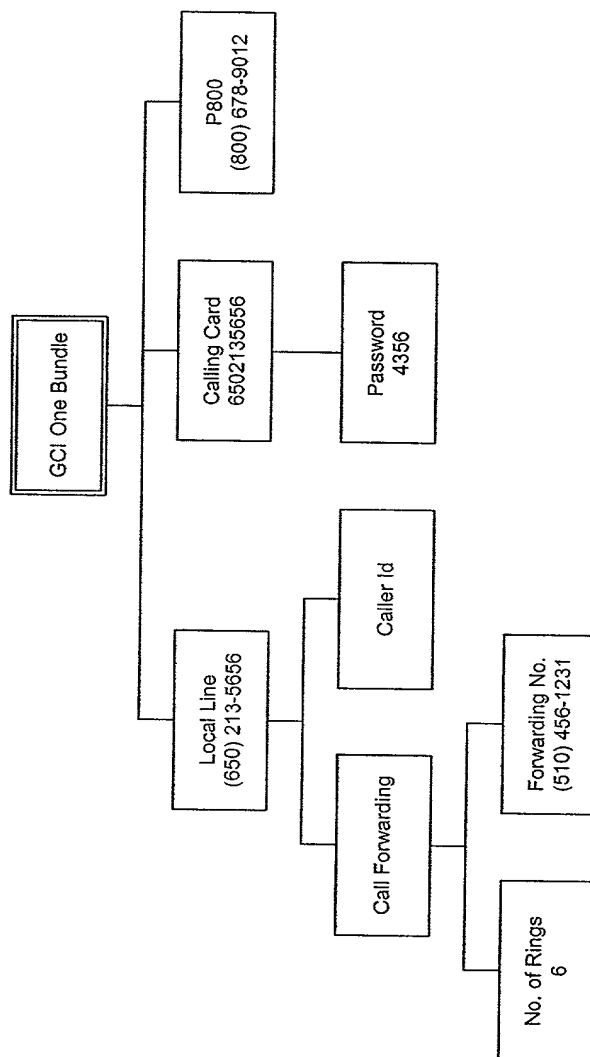 GCI One Bundle
Local Line
(650) 213-5656
Calling Card
6502135656
P800
(800) 678-9012
Call Forwarding
Caller Id
Password
4356
No. of Rings
6
Forwarding No.
(510) 456-1231